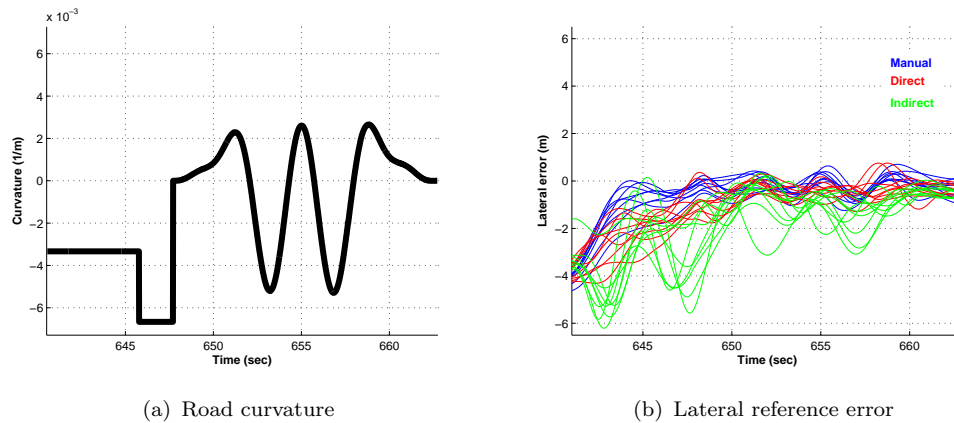 x 10⁻³
6
4
2
0
−2
−4
−6
Curvature (1/m)
645 650 655 660
Time (sec)
(a) Road curvature
6
4
2
0
−2
−4
−6
Lateral error (m)
Manual
Direct
Indirect
645 650 655 660
Time (sec)
(b) Lateral reference error